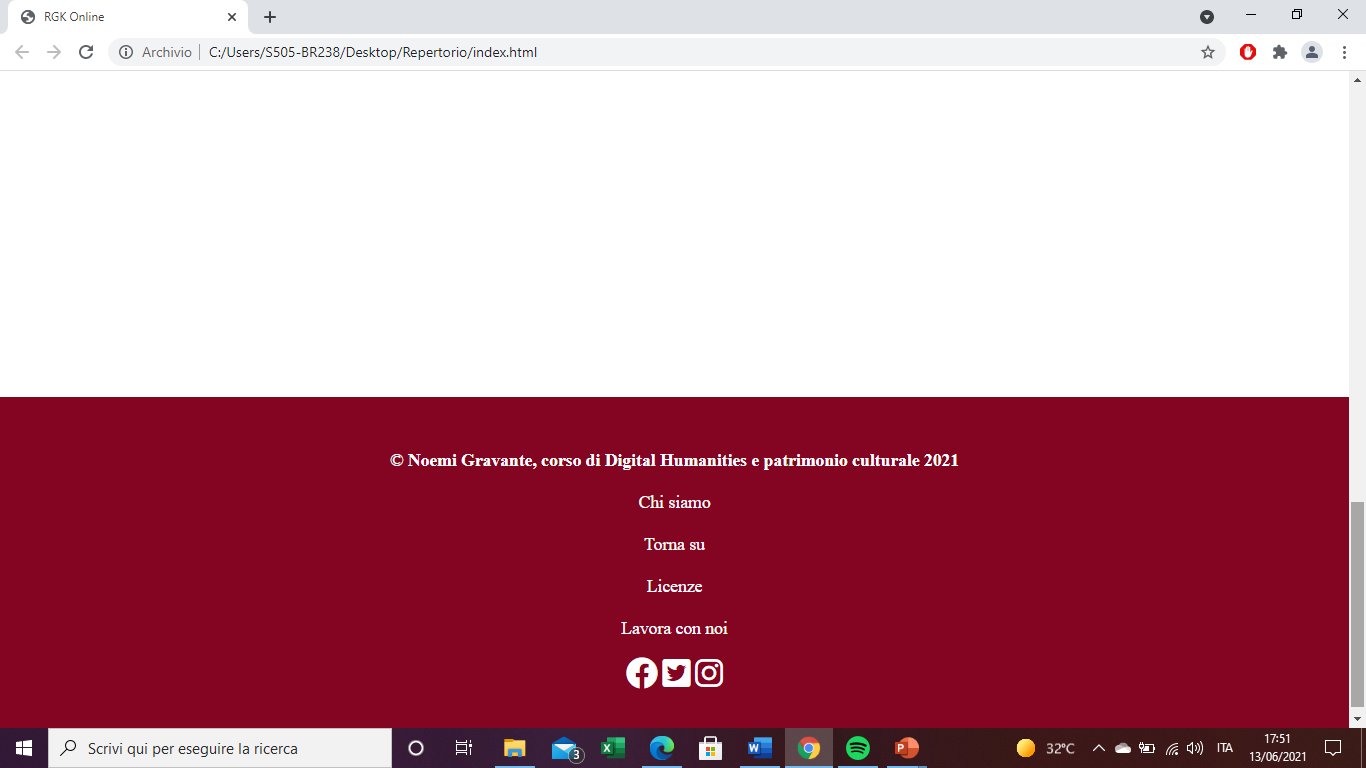 RGK Online
Archivio | C:/Users/S505-BR238/Desktop/Repertorio/index.html
© Noemi Gravante, corso di Digital Humanities e patrimonio culturale 2021
Chi siamo
Torna su
Licenze
Lavora con noi
Scrivi qui per eseguire la ricerca
3
32°C
ITA
17:51
13/06/2021